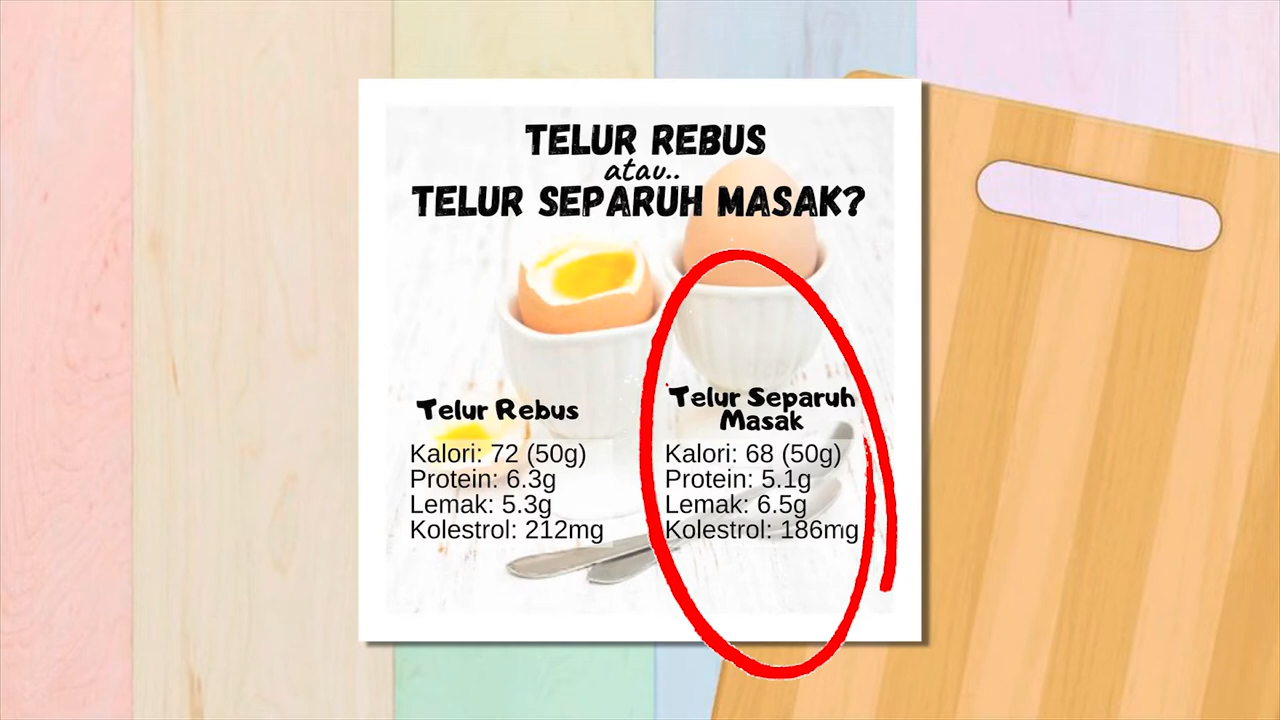 TELUR REBUS
atau..
TELUR SEPARUH MASAK?
Telur Rebus
Kalori: 72 (50g)
Protein: 6.3g
Lemak: 5.3g
Kolestrol: 212mg
Telur Separuh
Masak
Kalori: 68 (50g)
Protein: 5.1g
Lemak: 6.5g
Kolestrol: 186mg